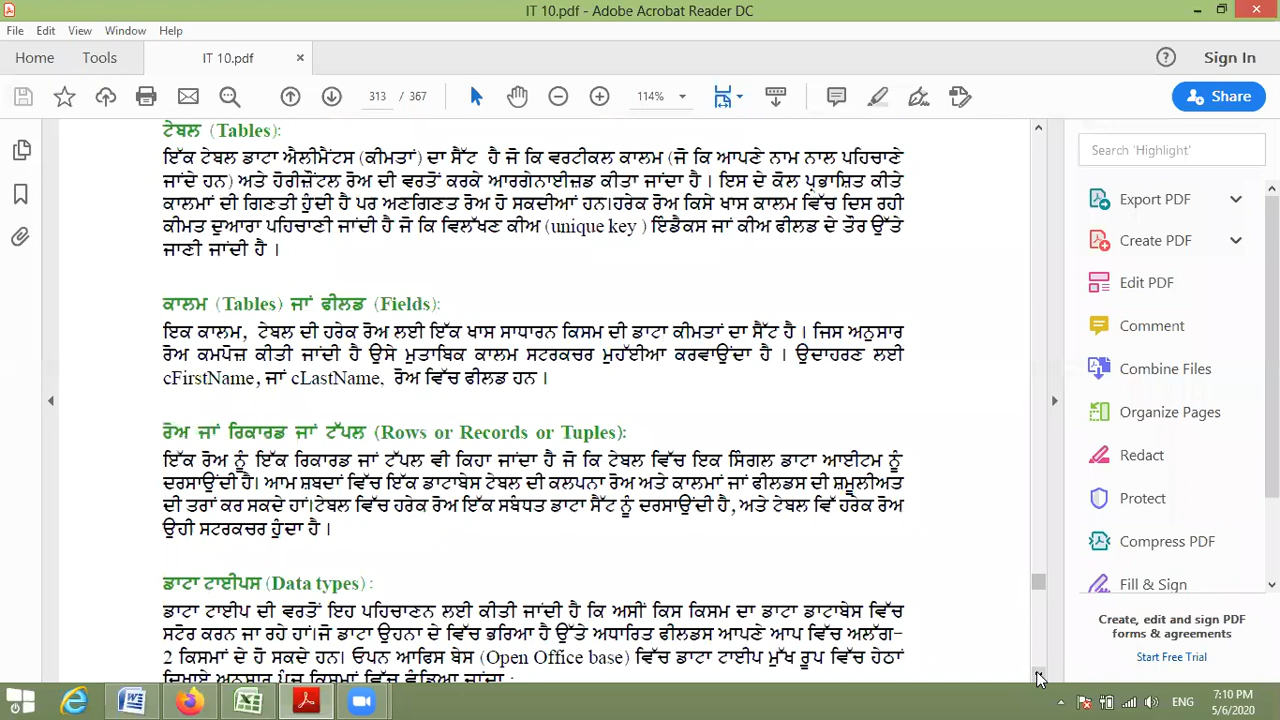 IT 10.pdf - Adobe Acrobat Reader DC
File Edit View Window Help
Home Tools IT 10.pdf × Sign In
313 / 367 114% Share
ਟੇਬਲ (Tables):
ਇੱਕ ਟੇਬਲ ਡਾਟਾ ਐਲੀਮੈਂਟਸ (ਕੀਮਤਾਂ) ਦਾ ਸੈੱਟ ਹੈ ਜੋ ਕਿ ਵਰਟੀਕਲ ਕਾਲਮ (ਜੋ ਕਿ ਆਪਣੇ ਨਾਮ ਨਾਲ ਪਹਿਚਾਣੇ
ਜਾਂਦੇ ਹਨ) ਅਤੇ ਹੋਰੀਜ਼ੌਂਟਲ ਰੋਅ ਦੀ ਵਰਤੋਂ ਕਰਕੇ ਆਰਗੇਨਾਈਜ਼ਡ ਕੀਤਾ ਜਾਂਦਾ ਹੈ । ਇਸ ਦੇ ਕੋਲ ਪ੍ਰਭਾਸ਼ਿਤ ਕੀਤੇ
ਕਾਲਮਾਂ ਦੀ ਗਿਣਤੀ ਹੁੰਦੀ ਹੈ ਪਰ ਅਣਗਿਣਤ ਰੋਅ ਹੋ ਸਕਦੀਆਂ ਹਨ।ਹਰੇਕ ਰੋਅ ਕਿਸੇ ਖਾਸ ਕਾਲਮ ਵਿੱਚ ਦਿਸ ਰਹੀ
ਕੀਮਤ ਦੁਆਰਾ ਪਹਿਚਾਣੀ ਜਾਂਦੀ ਹੈ ਜੋ ਕਿ ਵਿਲੱਖਣ ਕੀਅ (unique key ) ਇੰਡੈਕਸ ਜਾਂ ਕੀਅ ਫੀਲਡ ਦੇ ਤੌਰ ਉੱਤੇ
ਜਾਣੀ ਜਾਂਦੀ ਹੈ ।
ਕਾਲਮ (Tables) ਜਾਂ ਫੀਲਡ (Fields):
ਇਕ ਕਾਲਮ, ਟੇਬਲ ਦੀ ਹਰੇਕ ਰੋਅ ਲਈ ਇੱਕ ਖਾਸ ਸਾਧਾਰਨ ਕਿਸਮ ਦੀ ਡਾਟਾ ਕੀਮਤਾਂ ਦਾ ਸੈੱਟ ਹੈ । ਜਿਸ ਅਨੁਸਾਰ
ਰੋਅ ਕਮਪੋਜ਼ ਕੀਤੀ ਜਾਂਦੀ ਹੈ ਉਸੇ ਮੁਤਾਬਿਕ ਕਾਲਮ ਸਟਰਕਚਰ ਮੁਹੱਈਆ ਕਰਵਾਉਂਦਾ ਹੈ । ਉਦਾਹਰਣ ਲਈ
cFirstName, ਜਾਂ cLastName, ਰੋਅ ਵਿੱਚ ਫੀਲਡ ਹਨ ।
ਰੋਅ ਜਾਂ ਰਿਕਾਰਡ ਜਾਂ ਟੱਪਲ (Rows or Records or Tuples):
ਇੱਕ ਰੋਅ ਨੂੰ ਇੱਕ ਰਿਕਾਰਡ ਜਾਂ ਟੱਪਲ ਵੀ ਕਿਹਾ ਜਾਂਦਾ ਹੈ ਜੋ ਕਿ ਟੇਬਲ ਵਿੱਚ ਇਕ ਸਿੰਗਲ ਡਾਟਾ ਆਈਟਮ ਨੂੰ
ਦਰਸਾਉਂਦੀ ਹੈ। ਆਮ ਸ਼ਬਦਾਂ ਵਿੱਚ ਇੱਕ ਡਾਟਾਬੇਸ ਟੇਬਲ ਦੀ ਕਲਪਨਾ ਰੋਅ ਅਤੇ ਕਾਲਮਾਂ ਜਾਂ ਫੀਲਡਸ ਦੀ ਸ਼ਮੂਲੀਅਤ
ਦੀ ਤਰਾਂ ਕਰ ਸਕਦੇ ਹਾਂ।ਟੇਬਲ ਵਿੱਚ ਹਰੇਕ ਰੋਅ ਇੱਕ ਸਬੰਧਤ ਡਾਟਾ ਸੈੱਟ ਨੂੰ ਦਰਸਾਉਂਦੀ ਹੈ, ਅਤੇ ਟੇਬਲ ਵਿੱ ਹਰੇਕ ਰੋਅ
ਉਹੀ ਸਟਰਕਚਰ ਹੁੰਦਾ ਹੈ ।
ਡਾਟਾ ਟਾਈਪਸ (Data types) :
ਡਾਟਾ ਟਾਈਪ ਦੀ ਵਰਤੋਂ ਇਹ ਪਹਿਚਾਣਨ ਲਈ ਕੀਤੀ ਜਾਂਦੀ ਹੈ ਕਿ ਅਸੀਂ ਕਿਸ ਕਿਸਮ ਦਾ ਡਾਟਾ ਡਾਟਾਬੇਸ ਵਿੱਚ
ਸਟੋਰ ਕਰਨ ਜਾ ਰਹੇ ਹਾਂ।ਜੋ ਡਾਟਾ ਉਹਨਾ ਦੇ ਵਿੱਚ ਭਰਿਆ ਹੈ ਉੱਤੇ ਅਧਾਰਿਤ ਫੀਲਡਸ ਆਪਣੇ ਆਪ ਵਿੱਚ ਅਲੱਗ-
2 ਕਿਸਮਾਂ ਦੇ ਹੋ ਸਕਦੇ ਹਨ। ਓਪਨ ਆਫਿਸ ਬੇਸ (Open Office base) ਵਿੱਚ ਡਾਟਾ ਟਾਈਪ ਮੁੱਖ ਰੂਪ ਵਿੱਚ ਹੇਠਾਂ
ਦਿਖਾਏ ਅਨੁਸਾਰ ਪੰਜ ਕਿਸਮਾਂ ਵਿੱਚ ਵੰਡਿਆ ਜਾਂਦਾ :
Search 'Highlight'
Export PDF
Create PDF
Edit PDF
Comment
Combine Files
Organize Pages
Redact
Protect
Compress PDF
Fill & Sign
Create, edit and sign PDF
forms & agreements
Start Free Trial
ENG
7:10 PM
5/6/2020